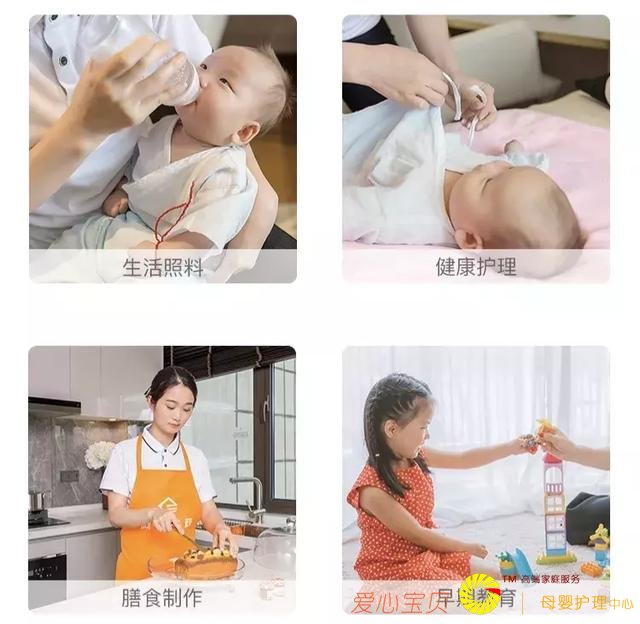 生活照料
健康护理
膳食制作
早期教育
爱心宝贝
TM 高端家庭服务
母婴护理中心